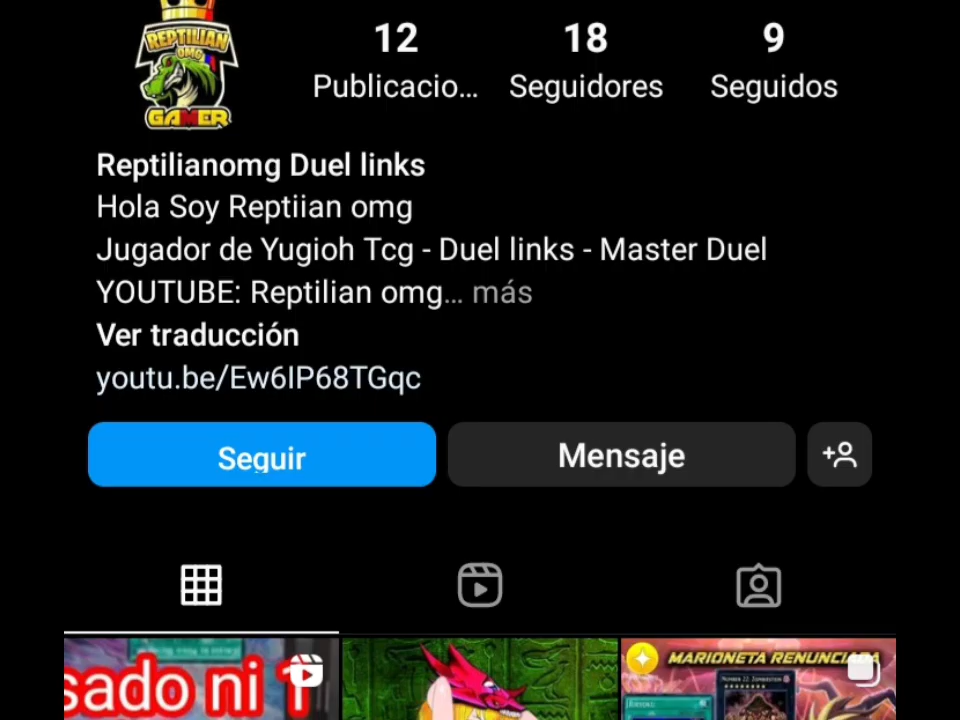 REPTILIAN
OMG
GAMER
12
18
9
Publicacio...
Seguidores
Seguidos
Reptilianomg Duel links
Hola Soy Reptiian omg
Jugador de Yugioh Tcg - Duel links - Master Duel
YOUTUBE: Reptilian omg... más
Ver traducción
youtu.be/Ew6IP68TGqc
Seguir
Mensaje
sado ni 1
MARIONETA RENUNCIADA